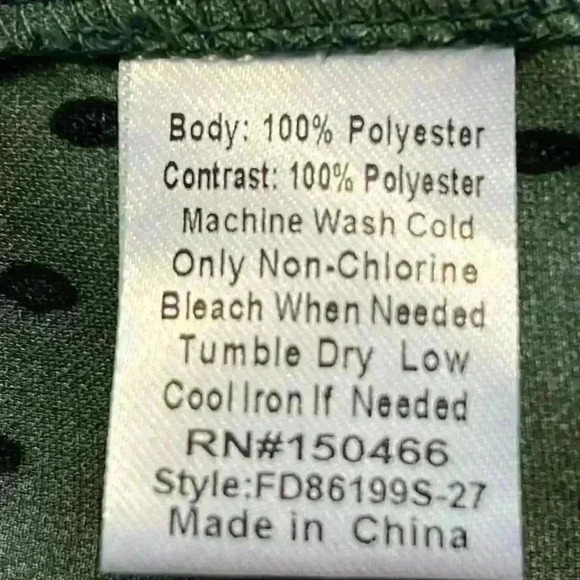 Body: 100% Polyester
Contrast: 100% Polyester
Machine Wash Cold
Only Non-Chlorine
Bleach When Needed
Tumble Dry Low
Cool Iron If Needed
RN#150466
Style:FD86199S-27
Made in China